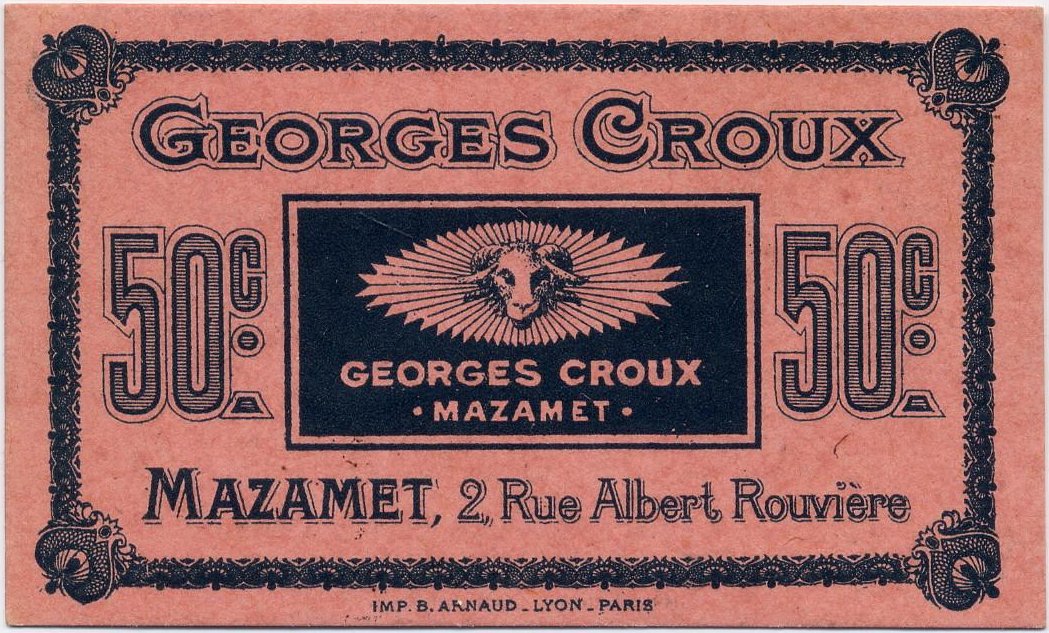 GEORGES CROUX
50C. 50C.
GEORGES CROUX
• MAZAMET •
MAZAMET, 2, Rue Albert Rouvière
IMP. B. ARNAUD - LYON - PARIS